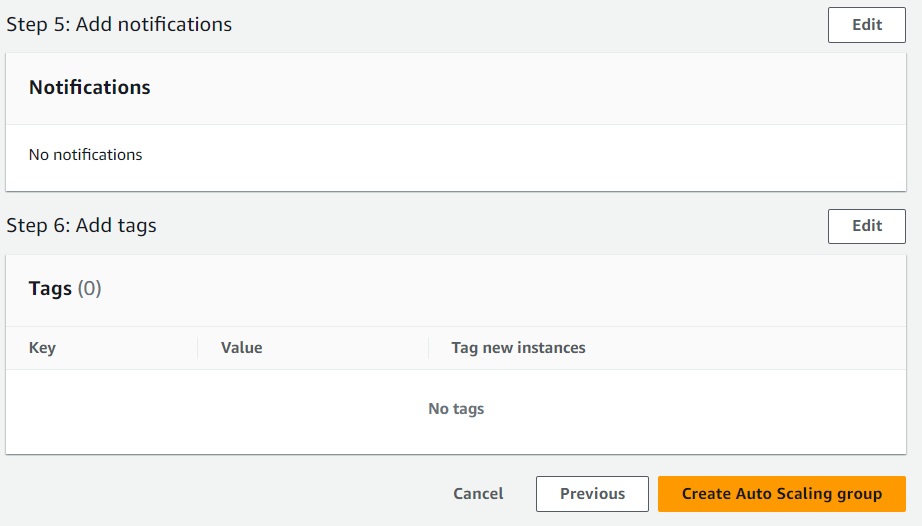 Step 5: Add notifications
Edit
Notifications
No notifications
Step 6: Add tags
Edit
Tags (0)
Key Value Tag new instances
No tags
Cancel Previous Create Auto Scaling group